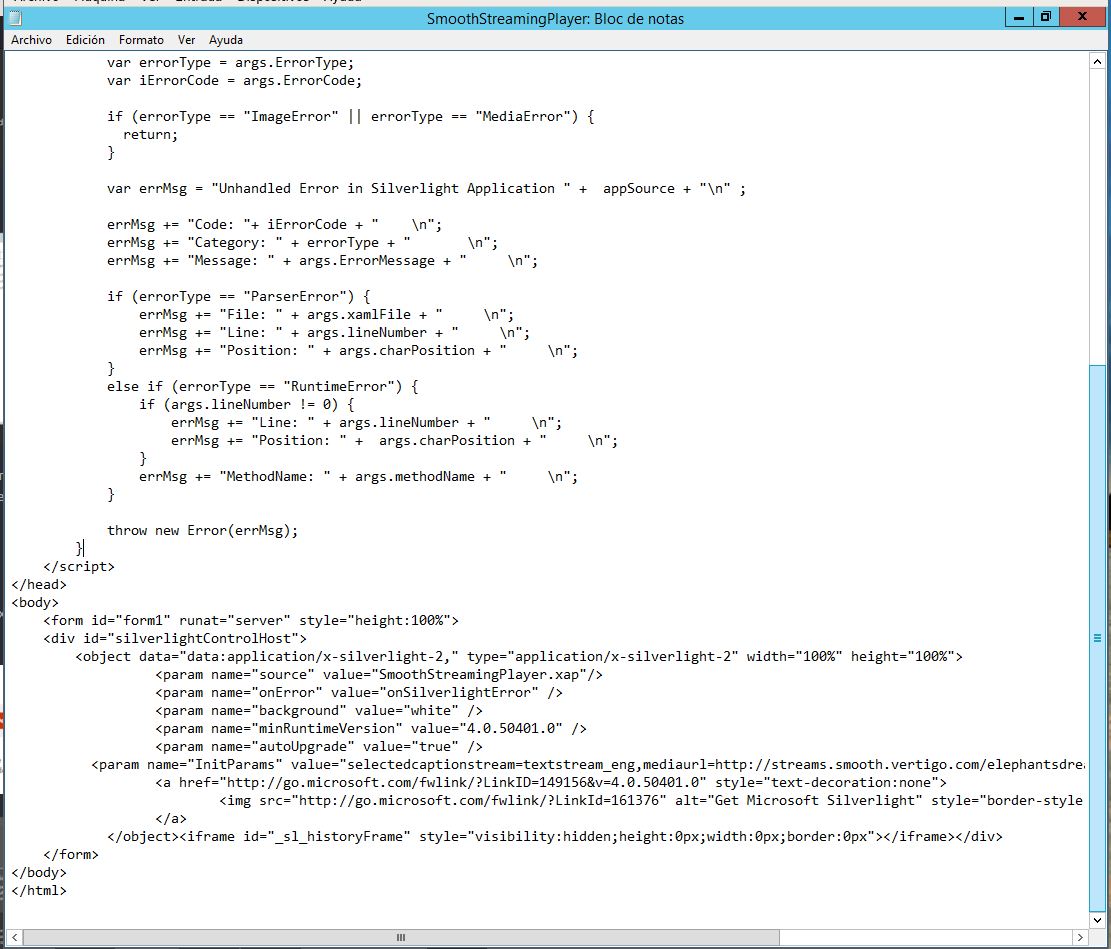 SmoothStreamingPlayer: Bloc de notas
Archivo Edición Formato Ver Ayuda
var errorType = args.ErrorType;
var iErrorCode = args.ErrorCode;
if (errorType == "ImageError" || errorType == "MediaError") {
return;
}
var errMsg = "Unhandled Error in Silverlight Application " +  appSource + "\n" ;
errMsg += "Code: "+ iErrorCode + "    \n";
errMsg += "Category: " + errorType + "       \n";
errMsg += "Message: " + args.ErrorMessage + "     \n";
if (errorType == "ParserError") {
errMsg += "File: " + args.xamlFile + "     \n";
errMsg += "Line: " + args.lineNumber + "     \n";
errMsg += "Position: " + args.charPosition + "     \n";
}
else if (errorType == "RuntimeError") {
if (args.lineNumber != 0) {
errMsg += "Line: " + args.lineNumber + "     \n";
errMsg += "Position: " +  args.charPosition + "     \n";
}
errMsg += "MethodName: " + args.methodName + "     \n";
}
throw new Error(errMsg);
}
</script>
</head>
<body>
<form id="form1" runat="server" style="height:100%">
<div id="silverlightControlHost">
<object data="data:application/x-silverlight-2," type="application/x-silverlight-2" width="100%" height="100%">
<param name="source" value="SmoothStreamingPlayer.xap"/>
<param name="onError" value="onSilverlightError" />
<param name="background" value="white" />
<param name="minRuntimeVersion" value="4.0.50401.0" />
<param name="autoUpgrade" value="true" />
<param name="InitParams" value="selectedcaptionstream=textstream_eng,mediaurl=http://streams.smooth.vertigo.com/elephantsdrea
<a href="http://go.microsoft.com/fwlink/?LinkID=149156&v=4.0.50401.0" style="text-decoration:none">
<img src="http://go.microsoft.com/fwlink/?LinkId=161376" alt="Get Microsoft Silverlight" style="border-style
</a>
</object><iframe id="_sl_historyFrame" style="visibility:hidden;height:0px;width:0px;border:0px"></iframe></div>
</form>
</body>
</html>